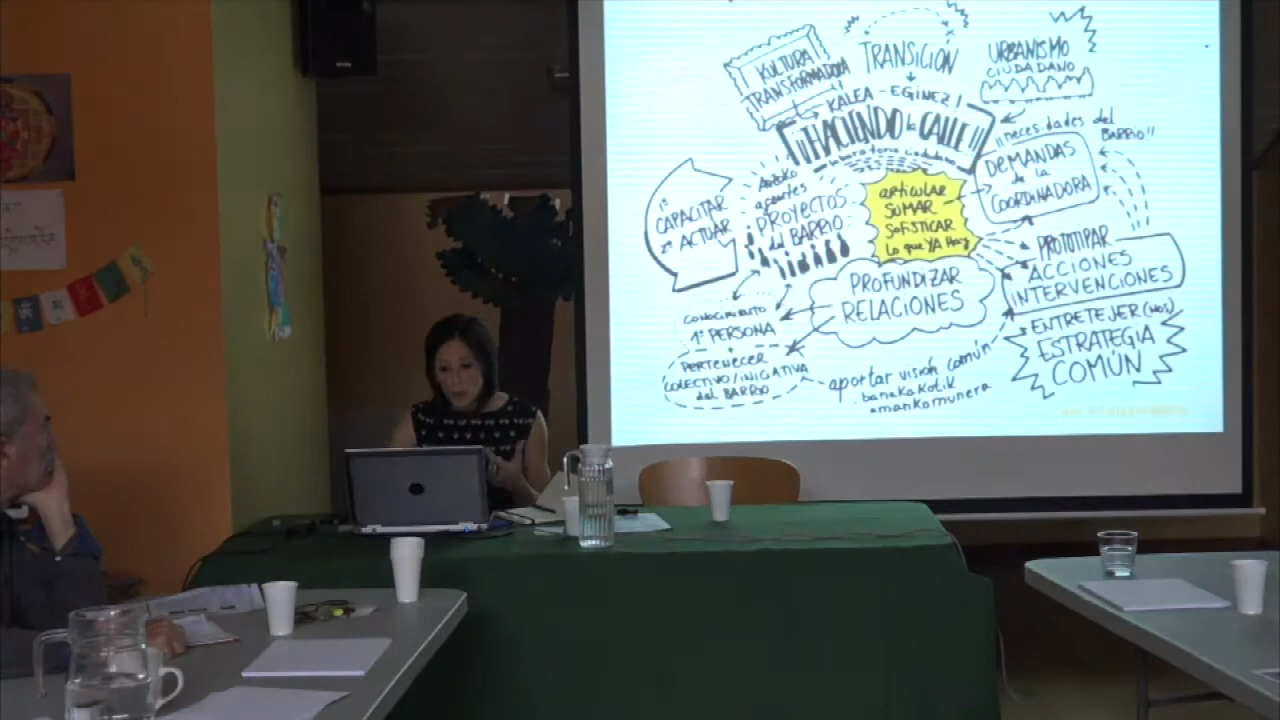 KULTURA
TRANSFORMADORA
TRANSICIÓN
URBANISMO
CIUDADANO
KALEA - EGINEZ!
¡¡HACIENDO la CALLE!!
¡¡necesidades del
BARRIO!!
DEMANDAS
de la
COORDINADORA
1º CAPACITAR
2º ACTUAR
PROYECTOS
del BARRIO
articular
SUMAR
SOFISTICAR
Lo que YA Hay
PROTOTIPAR
ACCIONES
INTERVENCIONES
PROFUNDIZAR
RELACIONES
CONOCIMIENTO
1ª PERSONA
+
PERTENECER
COLECTIVO/INICIATIVA
del BARRIO
ENTRETEJER(NOS)
ESTRATEGIA
COMÚN
aportar visión común
banaka kotik
amankomunera